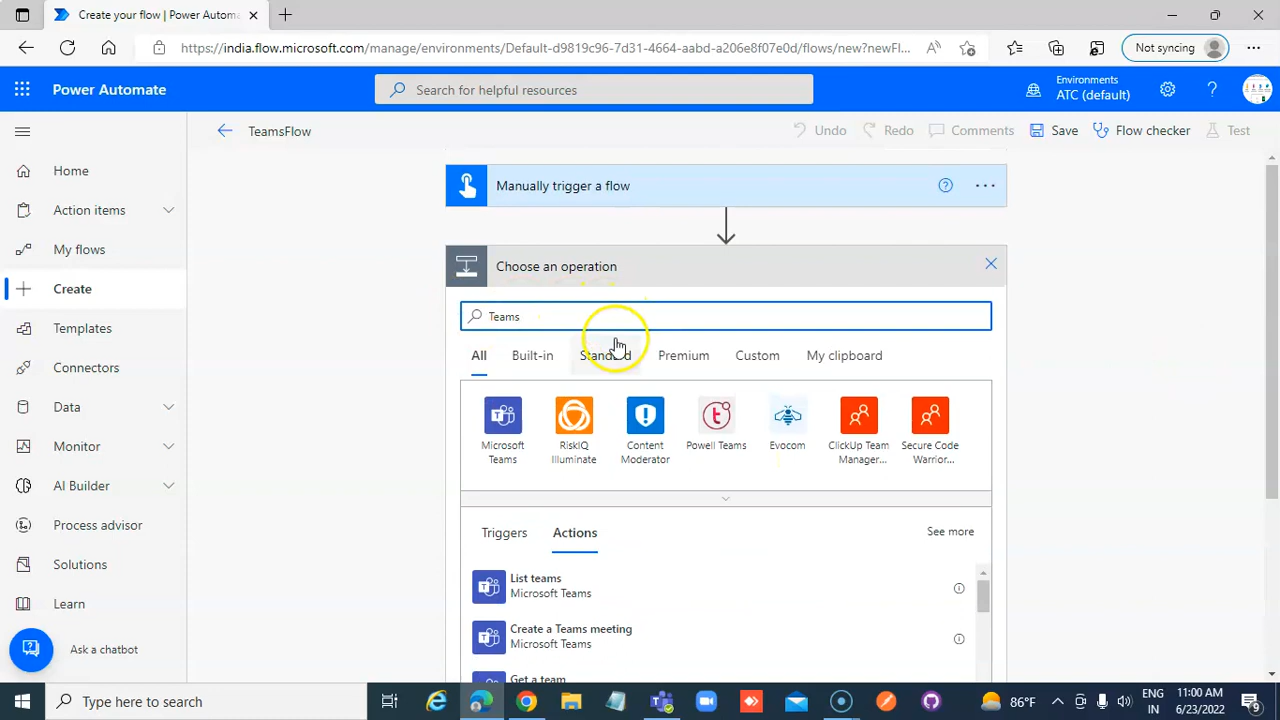 Create your flow | Power Automa
https://india.flow.microsoft.com/manage/environments/Default-d9819c96-7d31-4664-aabd-a206e8f07e0d/flows/new?newFl...
Not syncing
Power Automate
Search for helpful resources
Environments
ATC (default)
TeamsFlow
Undo
Redo
Comments
Save
Flow checker
Test
Home
Action items
My flows
Create
Templates
Connectors
Data
Monitor
AI Builder
Process advisor
Solutions
Learn
Ask a chatbot
Manually trigger a flow
Choose an operation
Teams
All
Built-in
Standard
Premium
Custom
My clipboard
Microsoft
Teams
RiskIQ
Illuminate
Content
Moderator
Powell Teams
Evocom
ClickUp Team
Manager...
Secure Code
Warrior...
Triggers
Actions
See more
List teams
Microsoft Teams
Create a Teams meeting
Microsoft Teams
Get a team
Type here to search
86°F
ENG
IN
11:00 AM
6/23/2022
9